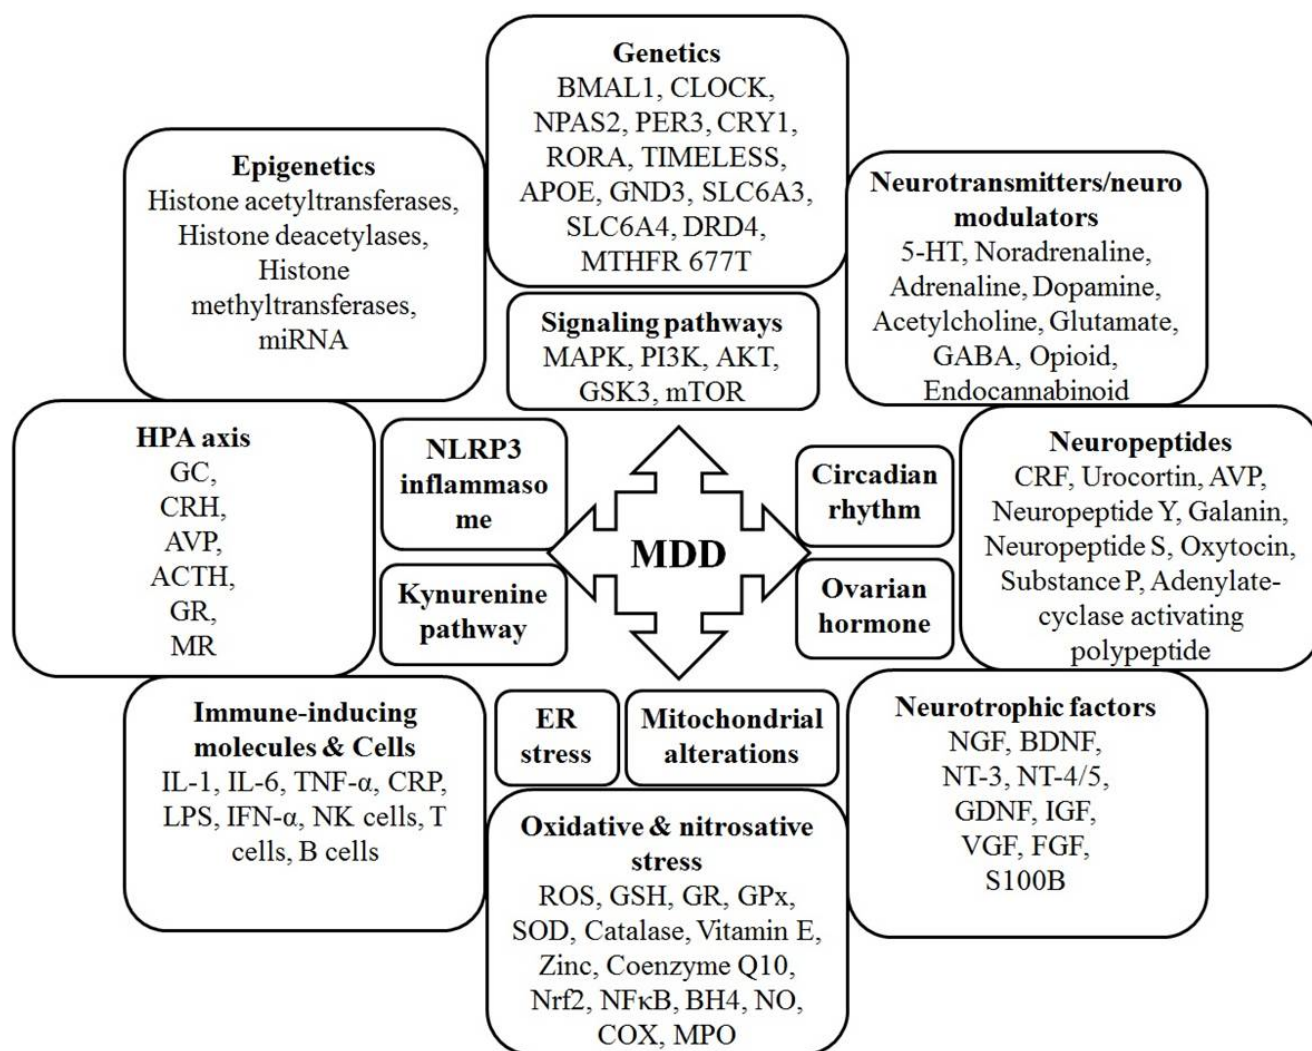 Genetics
BMAL1, CLOCK,
NPAS2, PER3, CRY1,
RORA, TIMELESS,
APOE, GND3, SLC6A3,
SLC6A4, DRD4,
MTHFR 677T
Epigenetics
Histone acetyltransferases,
Histone deacetylases,
Histone
methyltransferases,
miRNA
Neurotransmitters/neuro
modulators
5-HT, Noradrenaline,
Adrenaline, Dopamine,
Acetylcholine, Glutamate,
GABA, Opioid,
Endocannabinoid
Signaling pathways
MAPK, PI3K, AKT,
GSK3, mTOR
HPA axis
GC,
CRH,
AVP,
ACTH,
GR,
MR
NLRP3
inflammaso
me
Kynurenine
pathway
MDD
Circadian
rhythm
Ovarian
hormone
Neuropeptides
CRF, Urocortin, AVP,
Neuropeptide Y, Galanin,
Neuropeptide S, Oxytocin,
Substance P, Adenylate-
cyclase activating
polypeptide
Immune-inducing
molecules & Cells
IL-1, IL-6, TNF-α, CRP,
LPS, IFN-α, NK cells, T
cells, B cells
ER
stress
Mitochondrial
alterations
Neurotrophic factors
NGF, BDNF,
NT-3, NT-4/5,
GDNF, IGF,
VGF, FGF,
S100B
Oxidative & nitrosative
stress
ROS, GSH, GR, GPx,
SOD, Catalase, Vitamin E,
Zinc, Coenzyme Q10,
Nrf2, NFκB, BH4, NO,
COX, MPO